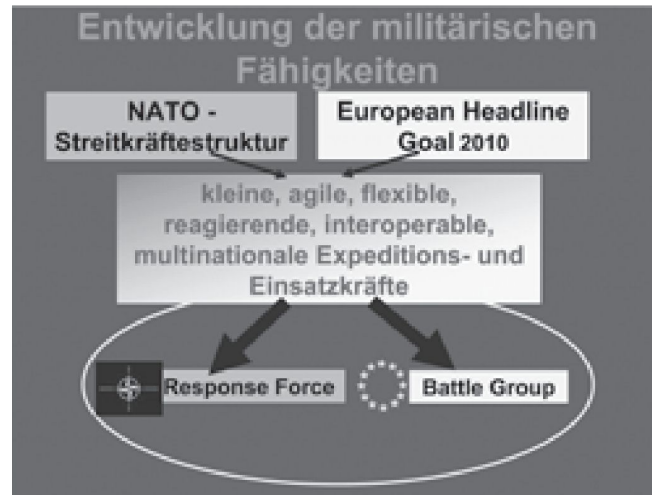 Entwicklung der militärischen
Fähigkeiten
NATO -
Streitkräftestruktur
European Headline
Goal 2010
kleine, agile, flexible,
reagierende, interoperable,
multinationale Expeditions- und
Einsatzkräfte
Response Force
Battle Group